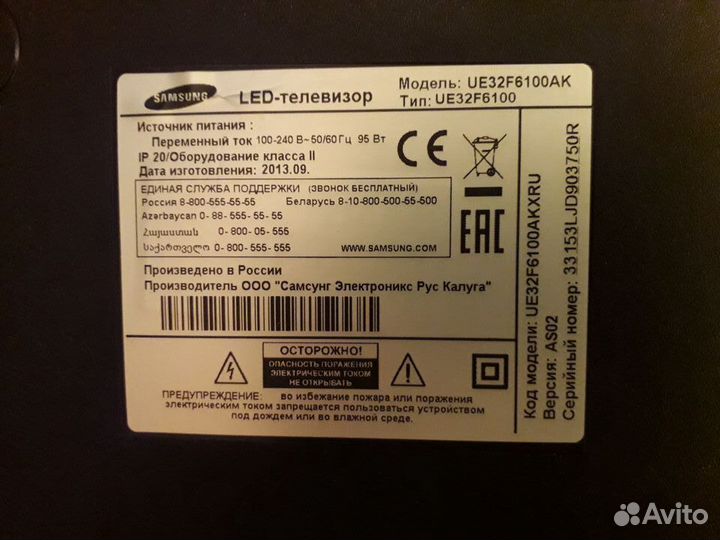 SAMSUNG LED-телевизор Модель: UE32F6100AK
Тип: UE32F6100
Источник питания :
Переменный ток 100-240 В~ 50/60 Гц 95 Вт
IP 20/Оборудование класса II
Дата изготовления: 2013.09.
ЕДИНАЯ СЛУЖБА ПОДДЕРЖКИ (ЗВОНОК БЕСПЛАТНЫЙ)
Россия 8-800-555-55-55 Беларусь 8-10-800-500-55-500
Azərbaycan 0- 88- 555- 55- 55
Հայաստան 0- 800- 05- 555
საქართველო 0- 800- 555- 555 WWW.SAMSUNG.COM
CE
EAC
Произведено в России
Производитель ООО "Самсунг Электроникс Рус Калуга"
ОСТОРОЖНО!
ОПАСНОСТЬ ПОРАЖЕНИЯ
ЭЛЕКТРИЧЕСКИМ ТОКОМ
НЕ ОТКРЫВАТЬ
ПРЕДУПРЕЖДЕНИЕ: во избежание пожара или поражения
электрическим током запрещается пользоваться устройством
под дождем или во влажной среде.
Код модели: UE32F6100AKXRU
Версия: AS02
Серийный номер: 33153LJD903750R
Avito